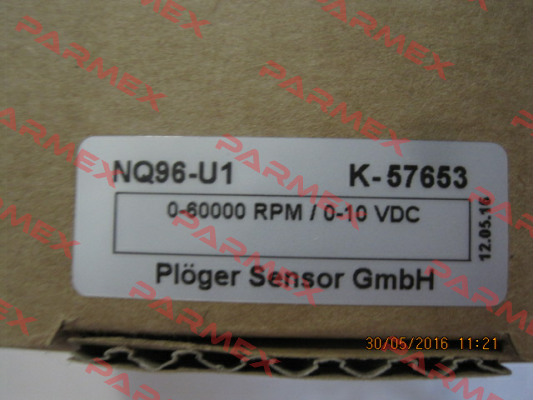 NQ96-U1 K-57653
0-60000 RPM / 0-10 VDC
12.05.16
Plöger Sensor GmbH
30/05/2016 11:21
PARMEX